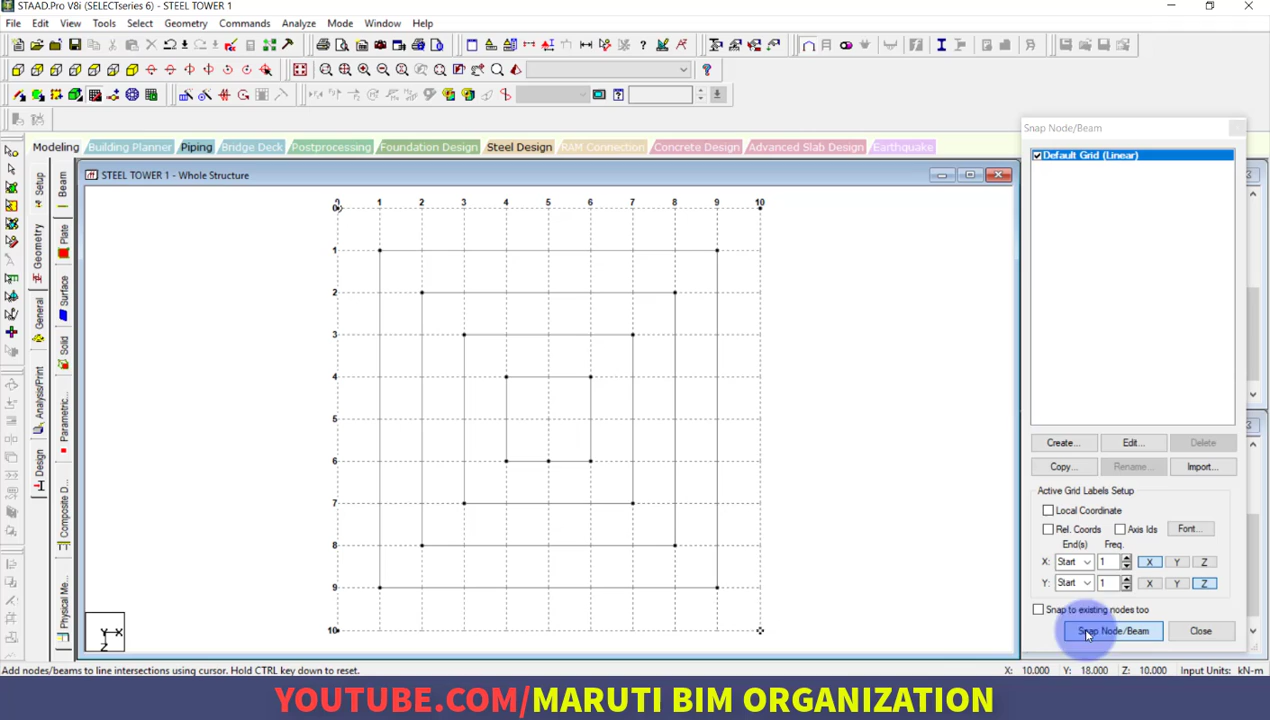 STAAD.Pro V8i (SELECTseries 6) - STEEL TOWER 1
File Edit View Tools Select Geometry Commands Analyze Mode Window Help
Modeling Building Planner Piping Bridge Deck Postprocessing Foundation Design Steel Design RAM Connection Concrete Design Advanced Slab Design Earthquake
Setup
Geometry
General
Analysis/Print
Design
Beam
Plate
Surface
Solid
Parametric...
Composite D...
Physical Me...
STEEL TOWER 1 - Whole Structure
0 1 2 3 4 5 6 7 8 9 10
0
1
2
3
4
5
6
7
8
9
10
Y X
Z
Snap Node/Beam
Default Grid (Linear)
Create... Edit... Delete
Copy... Rename... Import...
Active Grid Labels Setup
Local Coordinate
Rel. Coords Axis Ids Font...
End(s) Freq.
X: Start 1 X Y Z
Y: Start 1 X Y Z
Snap to existing nodes too
Snap Node/Beam Close
Add nodes/beams to line intersections using cursor. Hold CTRL key down to reset. X: 10.000 Y: 18.000 Z: 10.000 Input Units: kN-m
YOUTUBE.COM/MARUTI BIM ORGANIZATION